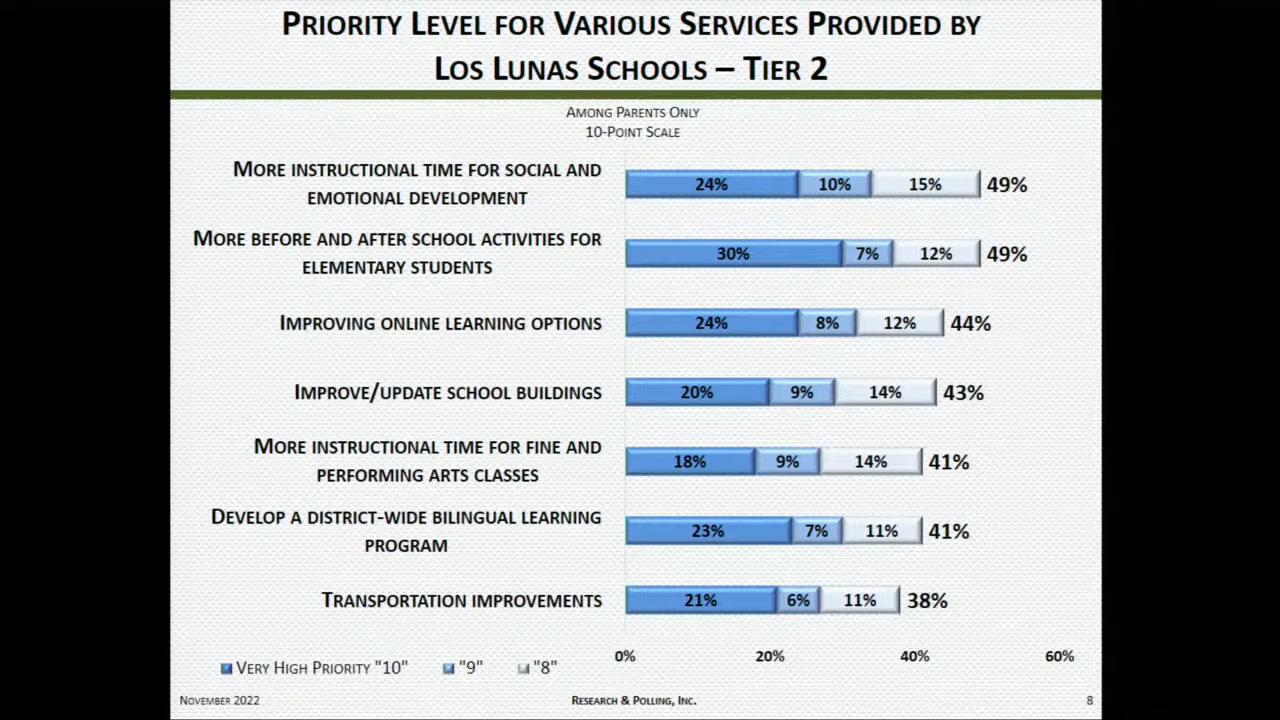 Priority Level for Various Services Provided by
Los Lunas Schools – Tier 2
Among Parents Only
10-Point Scale
More instructional time for social and
emotional development
24% 10% 15% 49%
More before and after school activities for
elementary students
30% 7% 12% 49%
Improving online learning options
24% 8% 12% 44%
Improve/update school buildings
20% 9% 14% 43%
More instructional time for fine and
performing arts classes
18% 9% 14% 41%
Develop a district-wide bilingual learning
program
23% 7% 11% 41%
Transportation improvements
21% 6% 11% 38%
0% 20% 40% 60%
Very High Priority "10" "9" "8"
November 2022 Research & Polling, Inc. 8